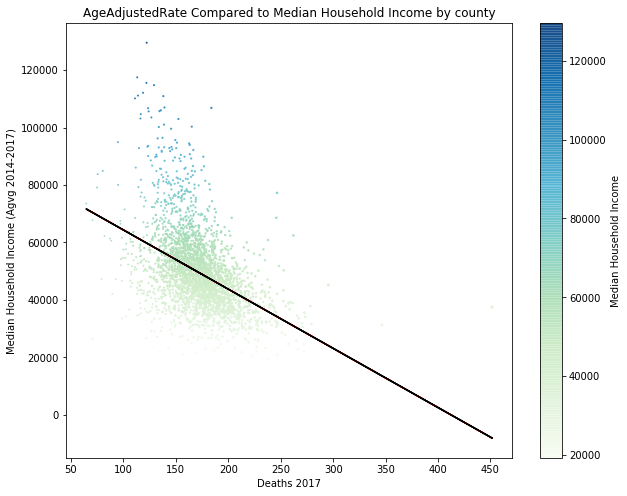 AgeAdjustedRate Compared to Median Household Income by county
Median Household Income (Agvg 2014-2017)
120000
100000
80000
60000
40000
20000
0
50 100 150 200 250 300 350 400 450
Deaths 2017
120000
100000
80000
60000
40000
20000
Median Household Income